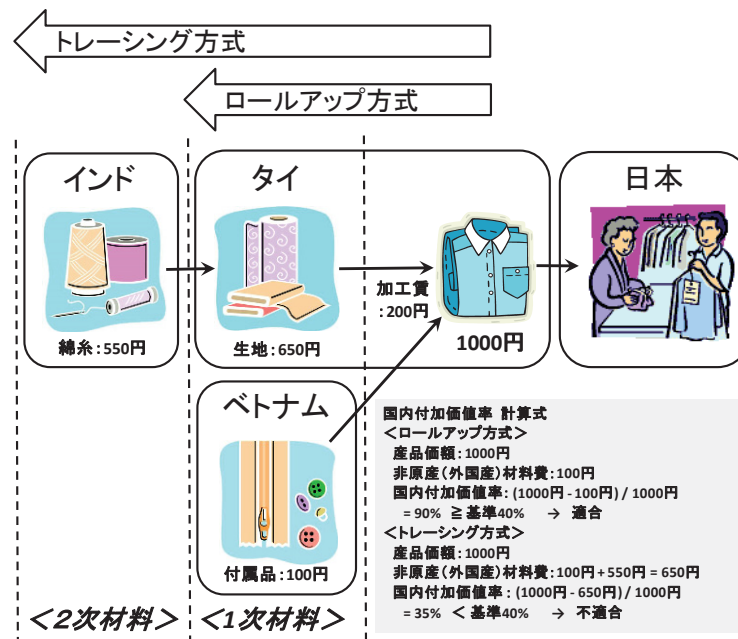 トレーシング方式
ロールアップ方式
インド
タイ
日本
加工賃
:200円
綿糸:550円
生地:650円
1000円
ベトナム
付属品:100円
国内付加価値率 計算式
<ロールアップ方式>
産品価額:1000円
非原産(外国産)材料費:100円
国内付加価値率:(1000円 - 100円) / 1000円
= 90% ≧ 基準40% → 適合
<トレーシング方式>
産品価額:1000円
非原産(外国産)材料費:100円 + 550円 = 650円
国内付加価値率 : (1000円 - 650円) / 1000円
= 35% < 基準40% → 不適合
<2次材料>
<1次材料>